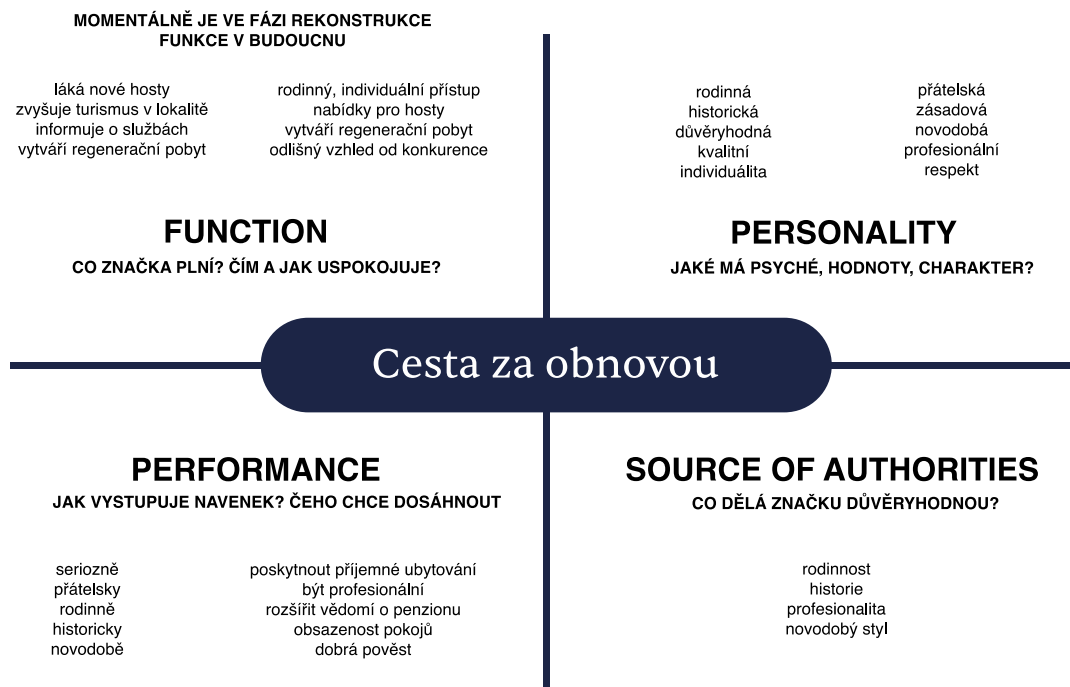 MOMENTÁLNĚ JE VE FÁZI REKONSTRUKCE
FUNKCE V BUDOUCNU
láká nové hosty
zvyšuje turismus v lokalitě
informuje o službách
vytváří regenerační pobyt
rodinný, individuální přístup
nabídky pro hosty
vytváří regenerační pobyt
odlišný vzhled od konkurence
FUNCTION
CO ZNAČKA PLNÍ? ČÍM A JAK USPOKOJUJE?
rodinná
historická
důvěryhodná
kvalitní
individuálita
přátelská
zásadová
novodobá
profesionální
respekt
PERSONALITY
JAKÉ MÁ PSYCHÉ, HODNOTY, CHARAKTER?
Cesta za obnovou
PERFORMANCE
JAK VYSTUPUJE NAVENEK? ČEHO CHCE DOSÁHNOUT
seriozně
přátelsky
rodinně
historicky
novodobě
poskytnout příjemné ubytování
být profesionální
rozšířit vědomí o penzionu
obsazenost pokojů
dobrá pověst
SOURCE OF AUTHORITIES
CO DĚLÁ ZNAČKU DŮVĚRYHODNOU?
rodinnost
historie
profesionalita
novodobý styl